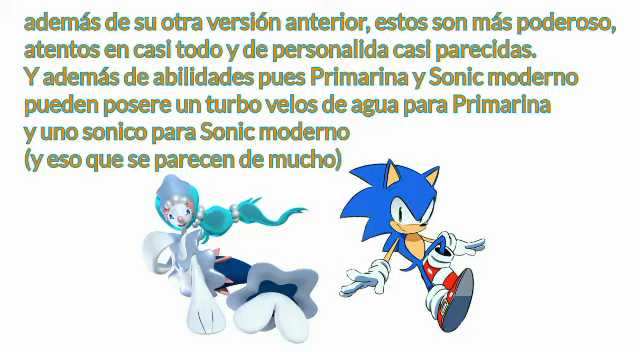 además de su otra versión anterior, estos son más poderoso,
atentos en casi todo y de personalida casi parecidas.
Y además de abilidades pues Primarina y Sonic moderno
pueden posere un turbo velos de agua para Primarina
y uno sonico para Sonic moderno
(y eso que se parecen de mucho)